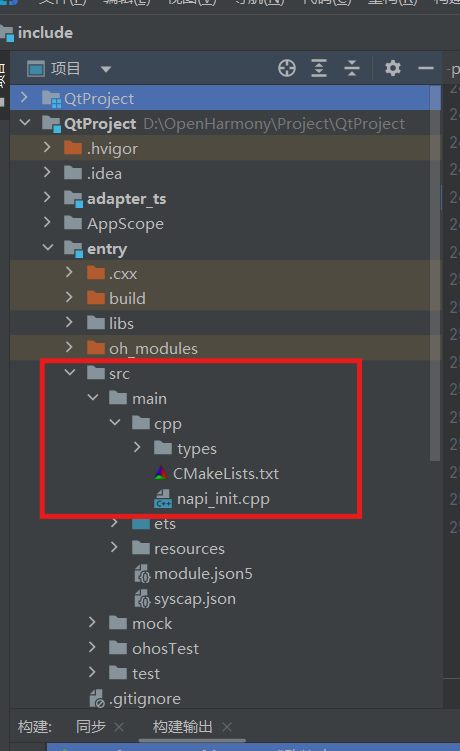 include
项目
QtProject
QtProject D:\OpenHarmony\Project\QtProject
.hvigor
.idea
adapter_ts
AppScope
entry
.cxx
build
libs
oh_modules
src
main
cpp
types
CMakeLists.txt
napi_init.cpp
ets
resources
module.json5
syscap.json
mock
ohosTest
test
.gitignore
构建: 同步 构建输出